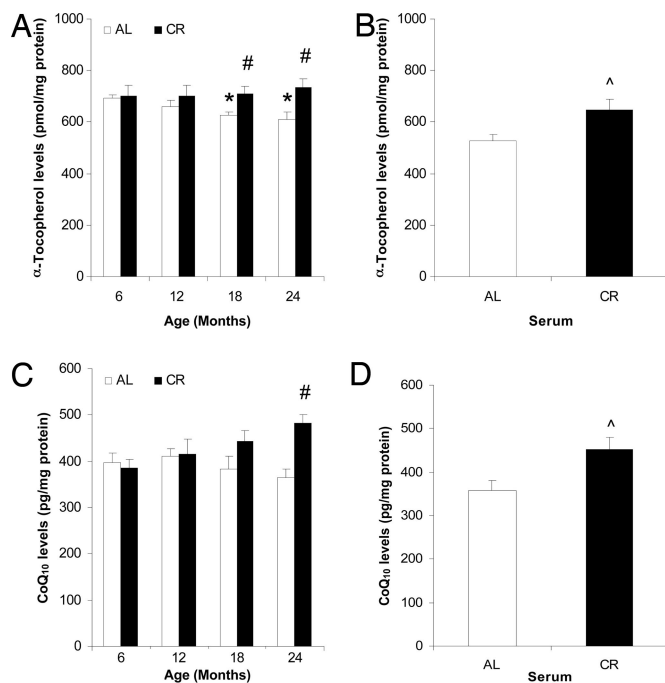 A
AL CR
α-Tocopherol levels (pmol/mg protein)
1000
800
600
400
200
0
#
#
*
*
6 12 18 24
Age (Months)
B
α-Tocopherol levels (pmol/mg protein)
1000
800
600
400
200
0
^
AL CR
Serum
C
AL CR
CoQ₁₀ levels (pg/mg protein)
600
500
400
300
200
100
0
#
6 12 18 24
Age (Months)
D
CoQ₁₀ levels (pg/mg protein)
600
500
400
300
200
100
0
^
AL CR
Serum